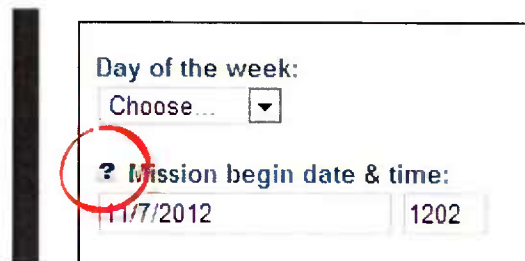 Day of the week:
Choose...
? Mission begin date & time:
11/7/2012 1202